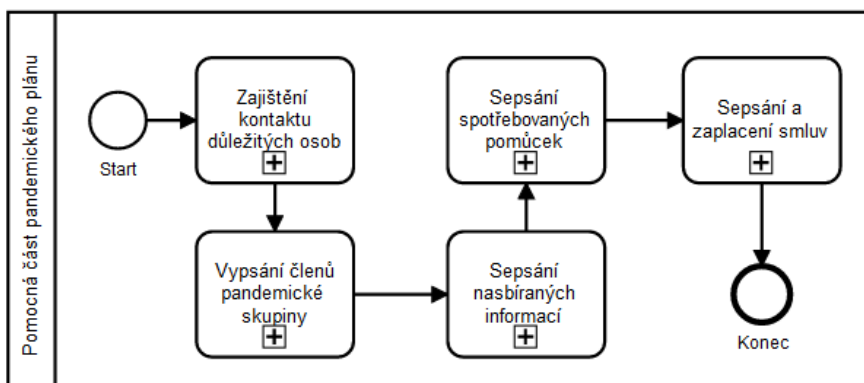 Pomocná část pandemického plánu
Start
Zajištění
kontaktu
důležitých osob
Vypsání členů
pandemické
skupiny
Sepsání
nasbíraných
informací
Sepsání
spotřebovaných
pomůcek
Sepsání a
zaplacení smluv
Konec